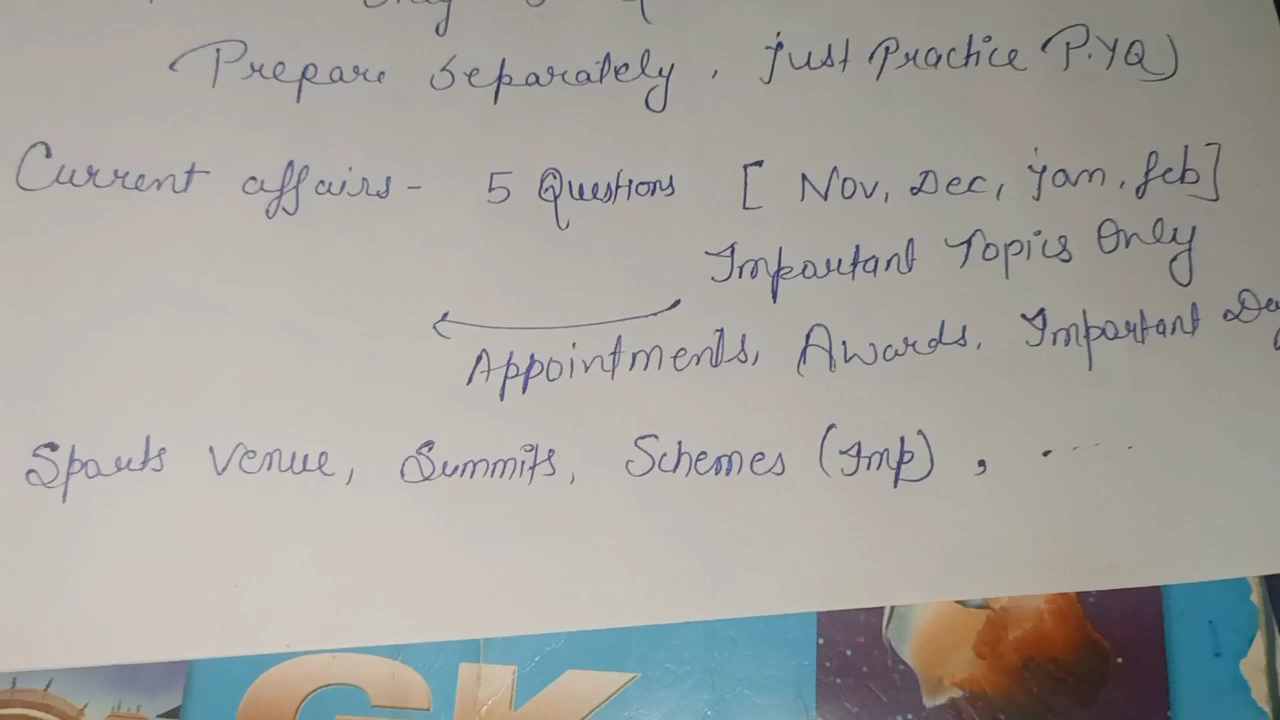 Only
Prepare Separately, just Practice P.YQ)
Current affairs - 5 Questions [Nov, Dec, jan, feb]
Important Topics Only
Appointments, Awards, Important
Sports venue, Summits, Schemes (Imp), .....
GK